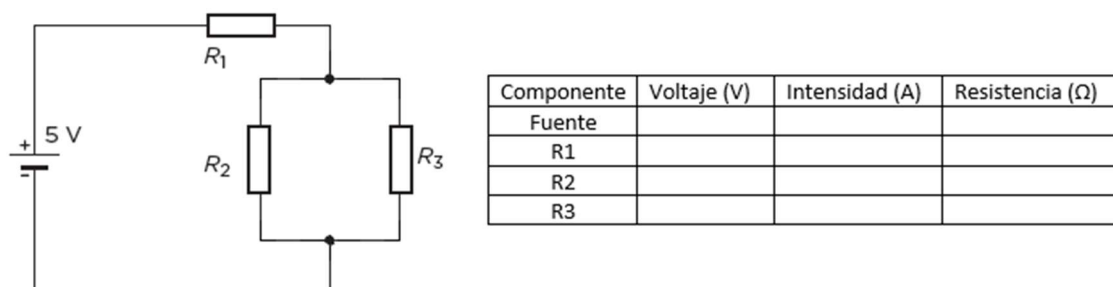 R1
5 V
+
-
R2
R3
Componente Voltaje (V) Intensidad (A) Resistencia (Ω)
Fuente
R1
R2
R3